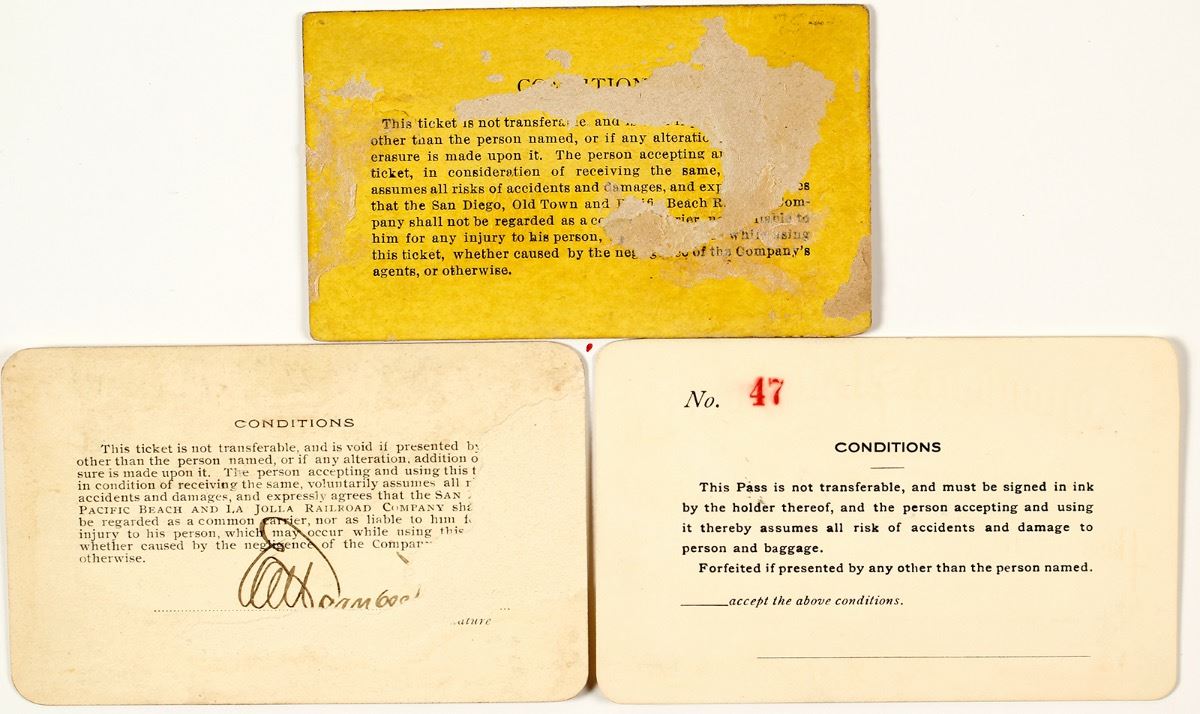 This ticket is not and
other than the person named, or if any
erasure is made upon it. The person accepting
ticket, in consideration of receiving the same,
assumes all risks of accidents and damages, and
that the San Diego, Old Town and Beach
pany shall not be regarded as a
him for any injury to his person, while using
this ticket, whether caused by the of the Company's
agents, or otherwise.
CONDITIONS
This ticket is not transferable, and is void if presented
other than the person named, or if any alteration, addition
sure is made upon it. The person accepting and using this
in condition of receiving the same, voluntarily assumes all
accidents and damages, and expressly agrees that the SAN
PACIFIC BEACH AND LA JOLLA RAILROAD COMPANY
be regarded as a common carrier, nor as liable to him
injury to his person, which may occur while using this
whether caused by the negligence of the
otherwise.
No. 47
CONDITIONS
This Pass is not transferable, and must be signed in ink
by the holder thereof, and the person accepting and using
it thereby assumes all risk of accidents and damage to
person and baggage.
Forfeited if presented by any other than the person named.
accept the above conditions.